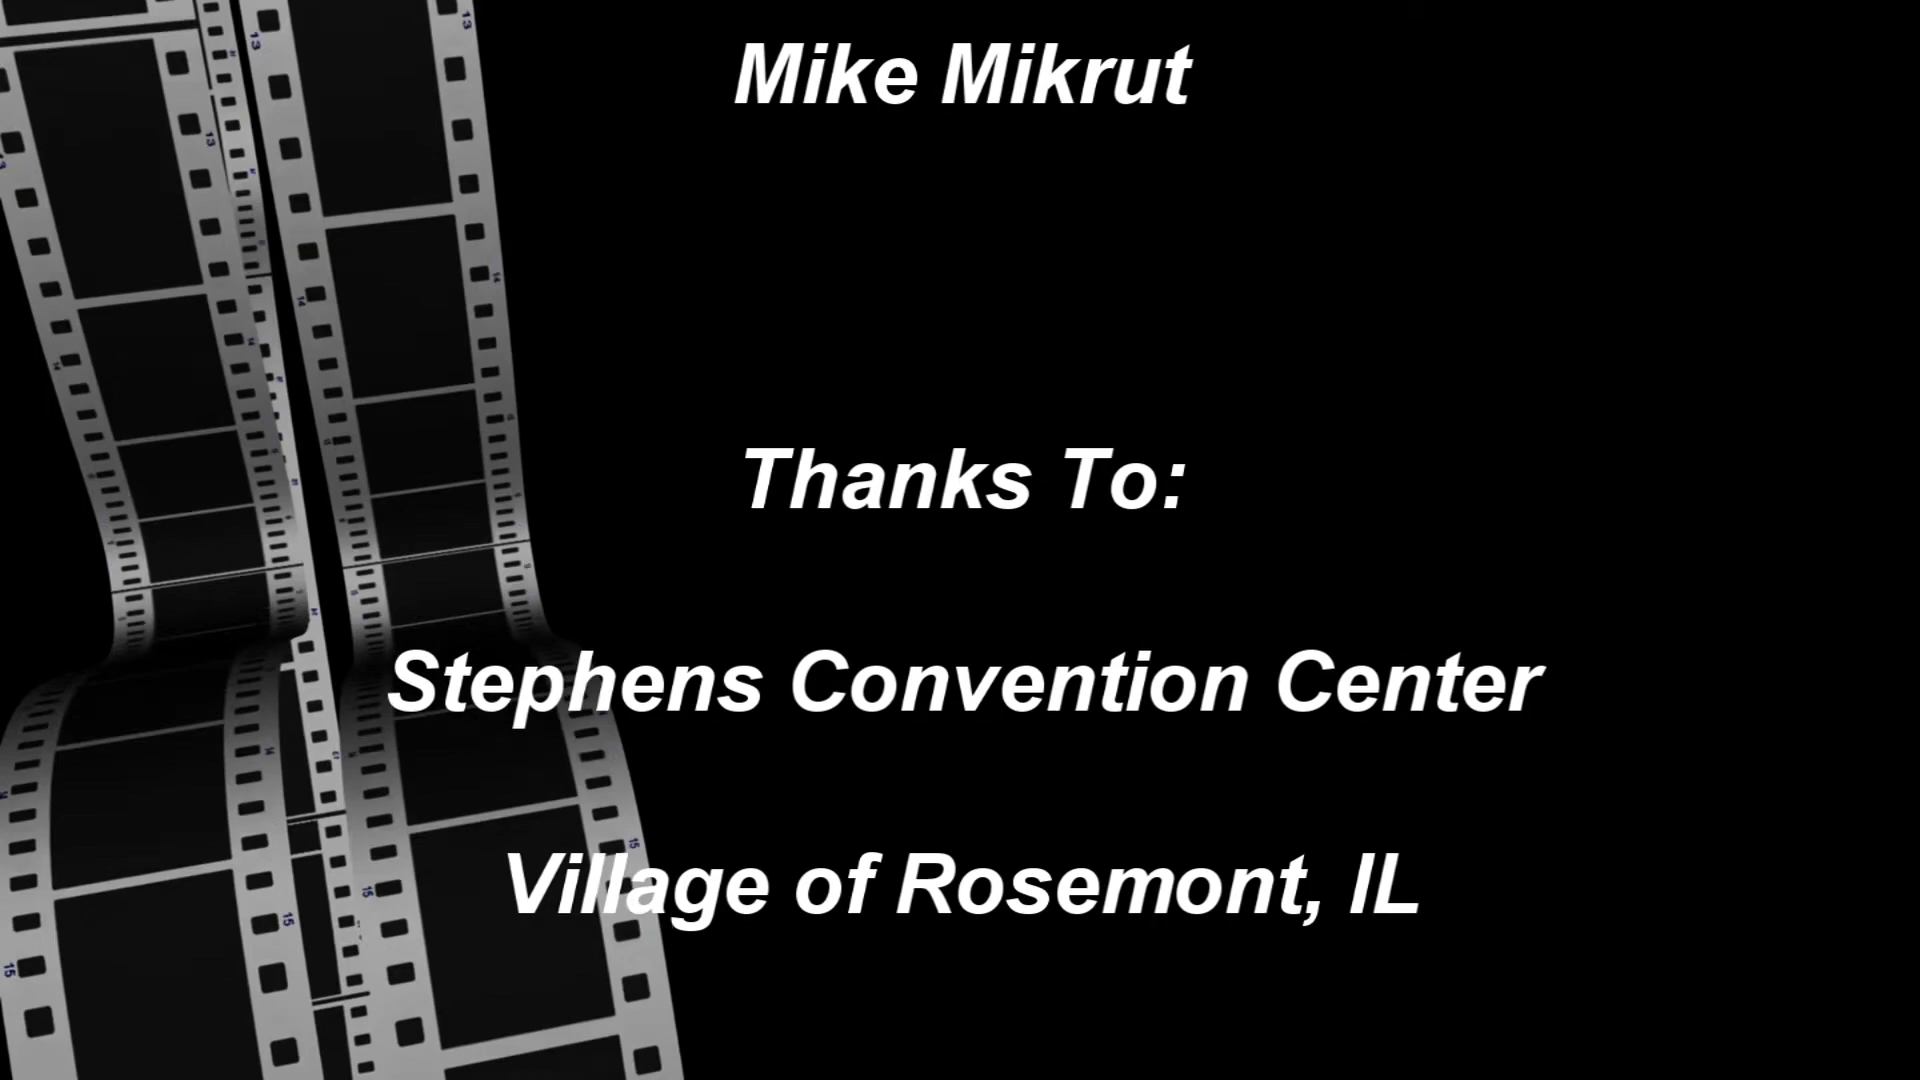 Mike Mikrut
Thanks To:
Stephens Convention Center
Village of Rosemont, IL